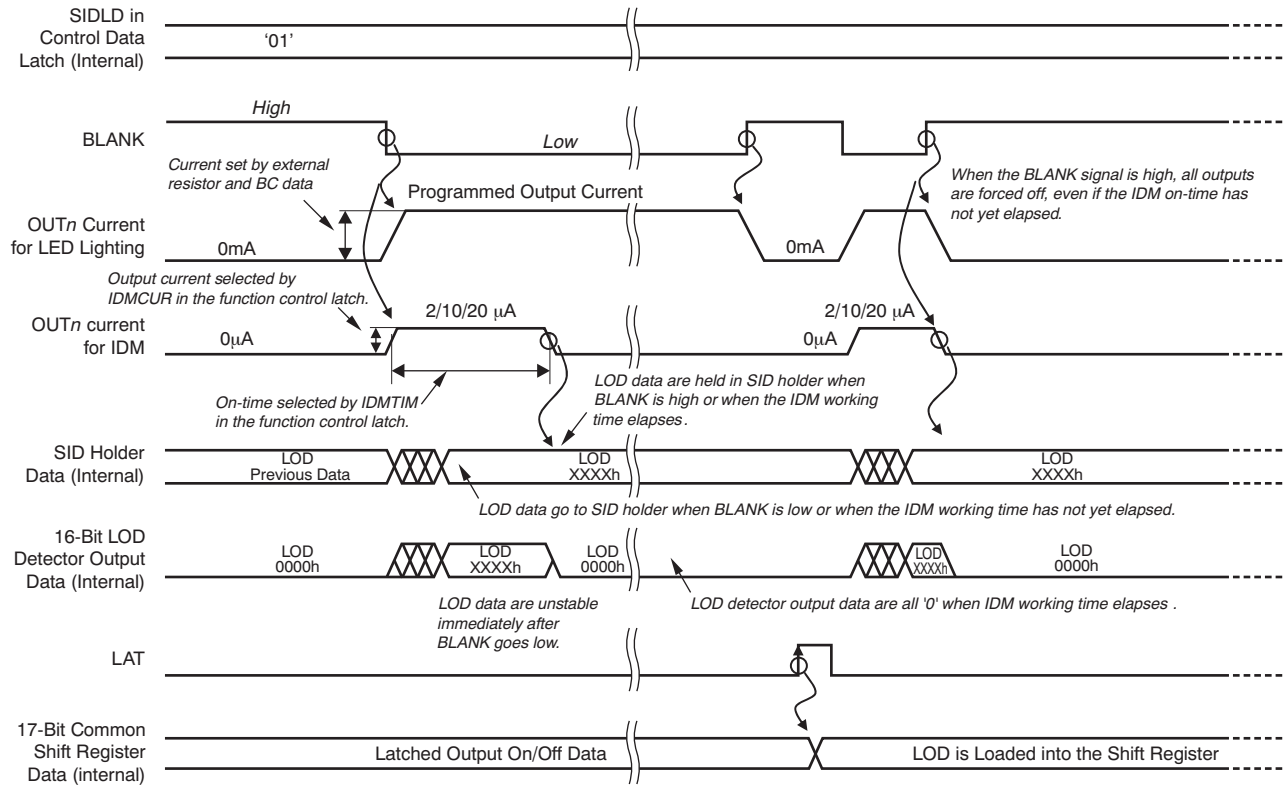 SIDLD in
Control Data
Latch (Internal)
‘01’
BLANK
High
Low
Current set by external
resistor and BC data
Programmed Output Current
When the BLANK signal is high, all outputs
are forced off, even if the IDM on-time has
not yet elapsed.
OUTn Current
for LED Lighting
0mA
0mA
Output current selected by
IDMCUR in the function control latch.
OUTn current
for IDM
0µA
2/10/20 µA
0µA
2/10/20 µA
On-time selected by IDMTIM
in the function control latch.
LOD data are held in SID holder when
BLANK is high or when the IDM working
time elapses.
SID Holder
Data (Internal)
LOD
Previous Data
LOD
XXXXh
LOD
XXXXh
LOD data go to SID holder when BLANK is low or when the IDM working time has not yet elapsed.
16-Bit LOD
Detector Output
Data (Internal)
LOD
0000h
LOD
XXXXh
LOD
0000h
LOD
XXXXh
LOD
0000h
LOD data are unstable
immediately after
BLANK goes low.
LOD detector output data are all '0' when IDM working time elapses .
LAT
17-Bit Common
Shift Register
Data (internal)
Latched Output On/Off Data
LOD is Loaded into the Shift Register